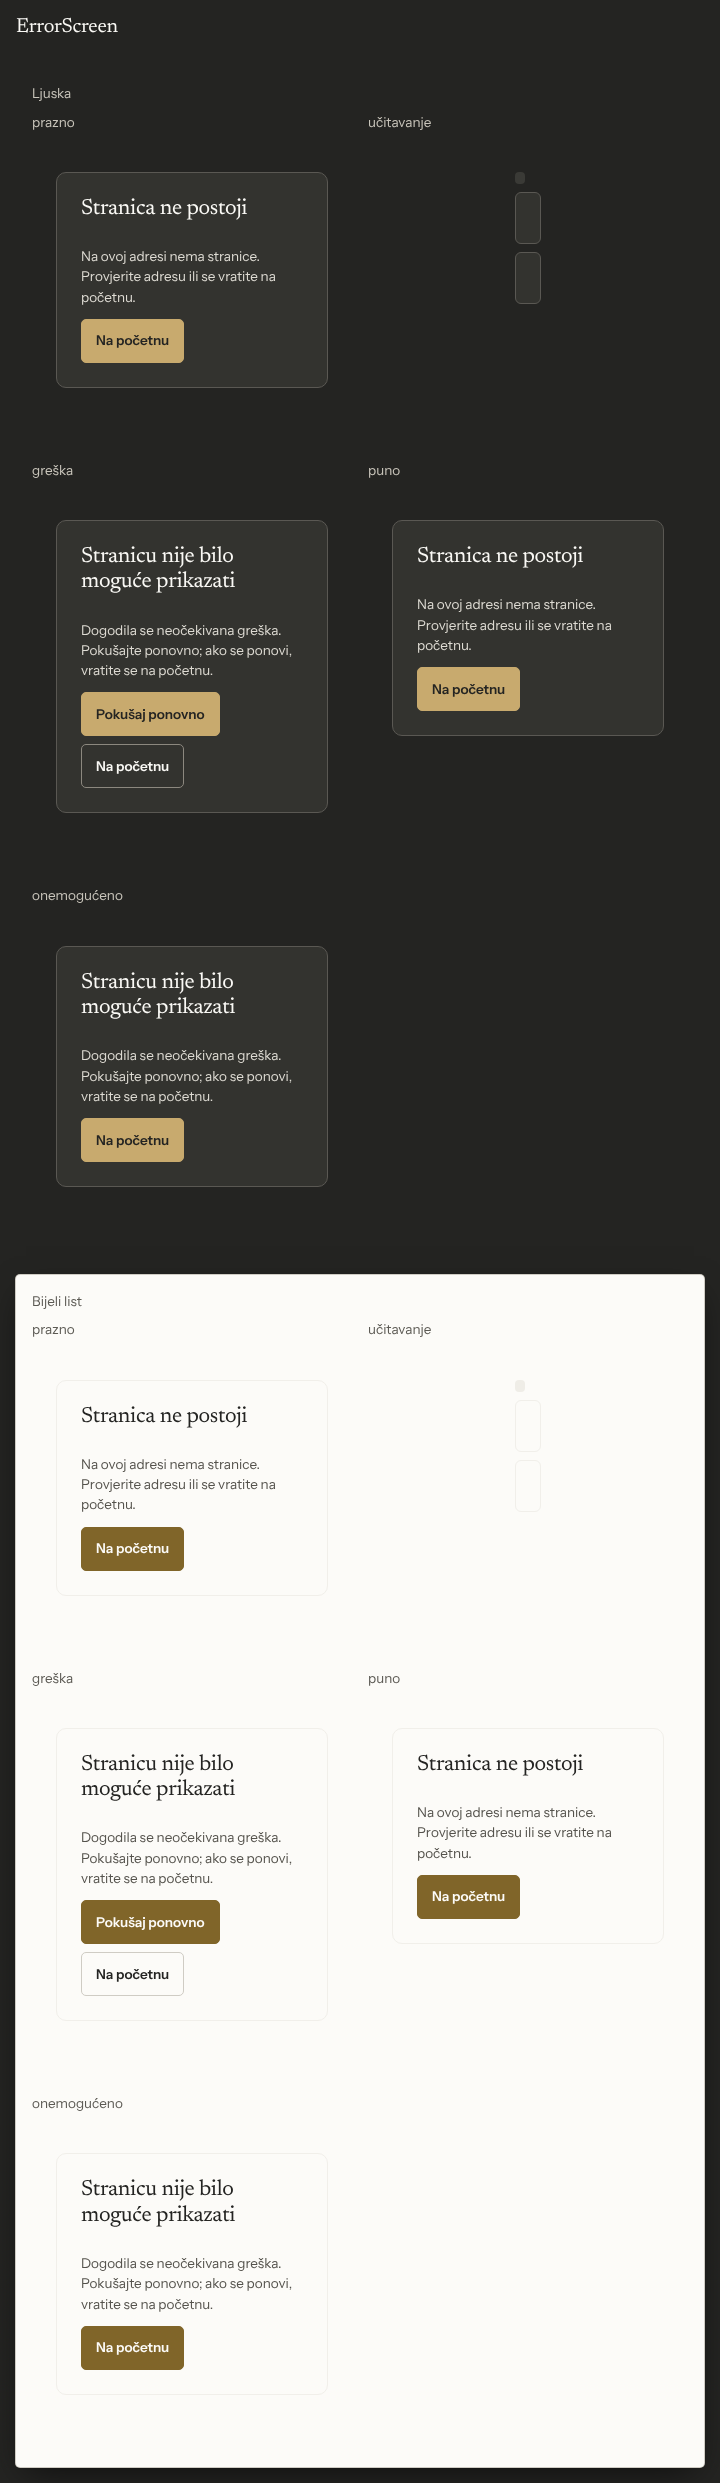 ErrorScreen
Ljuska
prazno
učitavanje
Stranica ne postoji
Na ovoj adresi nema stranice.
Provjerite adresu ili se vratite na
početnu.
Na početnu
greška
puno
Stranicu nije bilo
moguće prikazati
Dogodila se neočekivana greška.
Pokušajte ponovno; ako se ponovi,
vratite se na početnu.
Pokušaj ponovno
Na početnu
Stranica ne postoji
Na ovoj adresi nema stranice.
Provjerite adresu ili se vratite na
početnu.
Na početnu
onemogućeno
Stranicu nije bilo
moguće prikazati
Dogodila se neočekivana greška.
Pokušajte ponovno; ako se ponovi,
vratite se na početnu.
Na početnu
Bijeli list
prazno
učitavanje
Stranica ne postoji
Na ovoj adresi nema stranice.
Provjerite adresu ili se vratite na
početnu.
Na početnu
greška
puno
Stranicu nije bilo
moguće prikazati
Dogodila se neočekivana greška.
Pokušajte ponovno; ako se ponovi,
vratite se na početnu.
Pokušaj ponovno
Na početnu
Stranica ne postoji
Na ovoj adresi nema stranice.
Provjerite adresu ili se vratite na
početnu.
Na početnu
onemogućeno
Stranicu nije bilo
moguće prikazati
Dogodila se neočekivana greška.
Pokušajte ponovno; ako se ponovi,
vratite se na početnu.
Na početnu